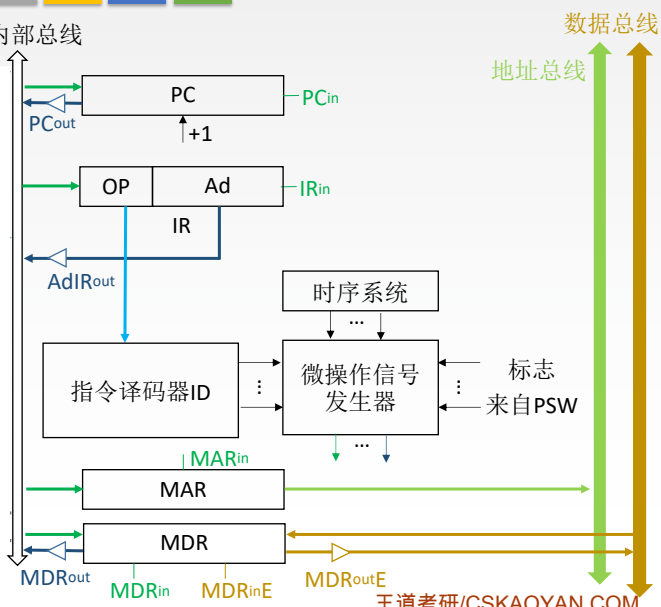 内部总线
数据总线
地址总线
PC
PCin
PCout
+1
OP
Ad
IRin
IR
AdIRout
时序系统
...
指令译码器ID
...
微操作信号
发生器
...
标志
来自PSW
...
MARin
MAR
MDR
MDRout
MDRin
MDRinE
MDRoutE
王道考研/CSKAOYAN.COM